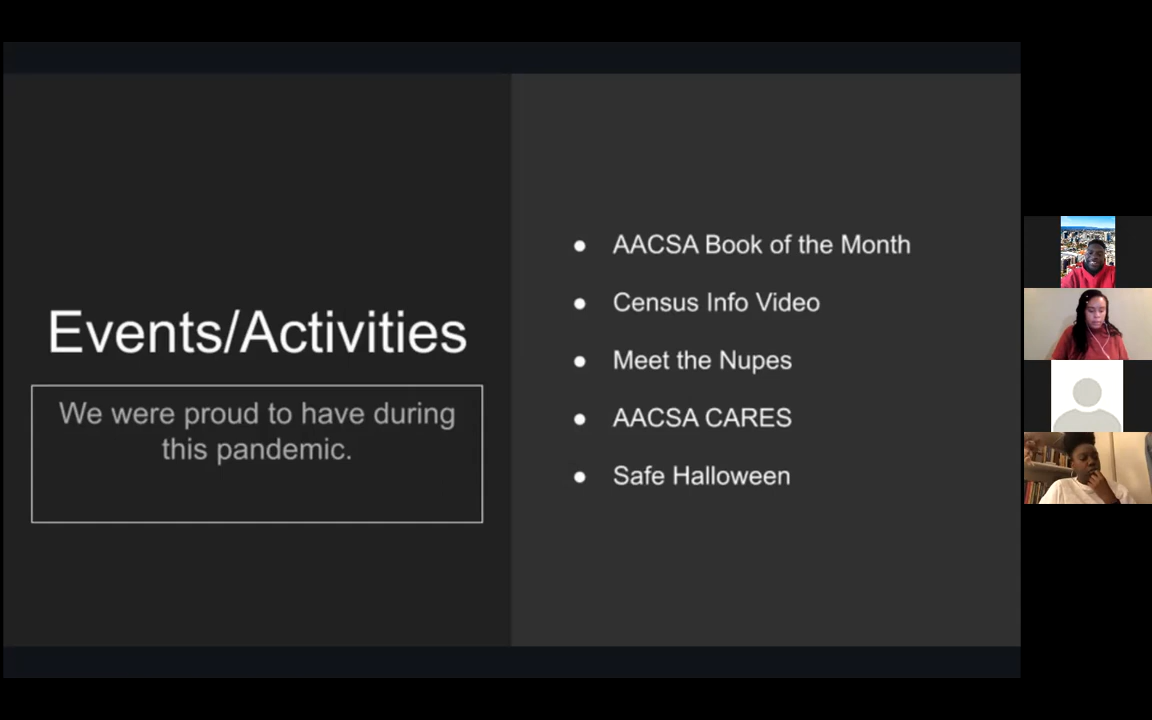 Events/Activities
We were proud to have during
this pandemic.
● AACSA Book of the Month
● Census Info Video
● Meet the Nupes
● AACSA CARES
● Safe Halloween